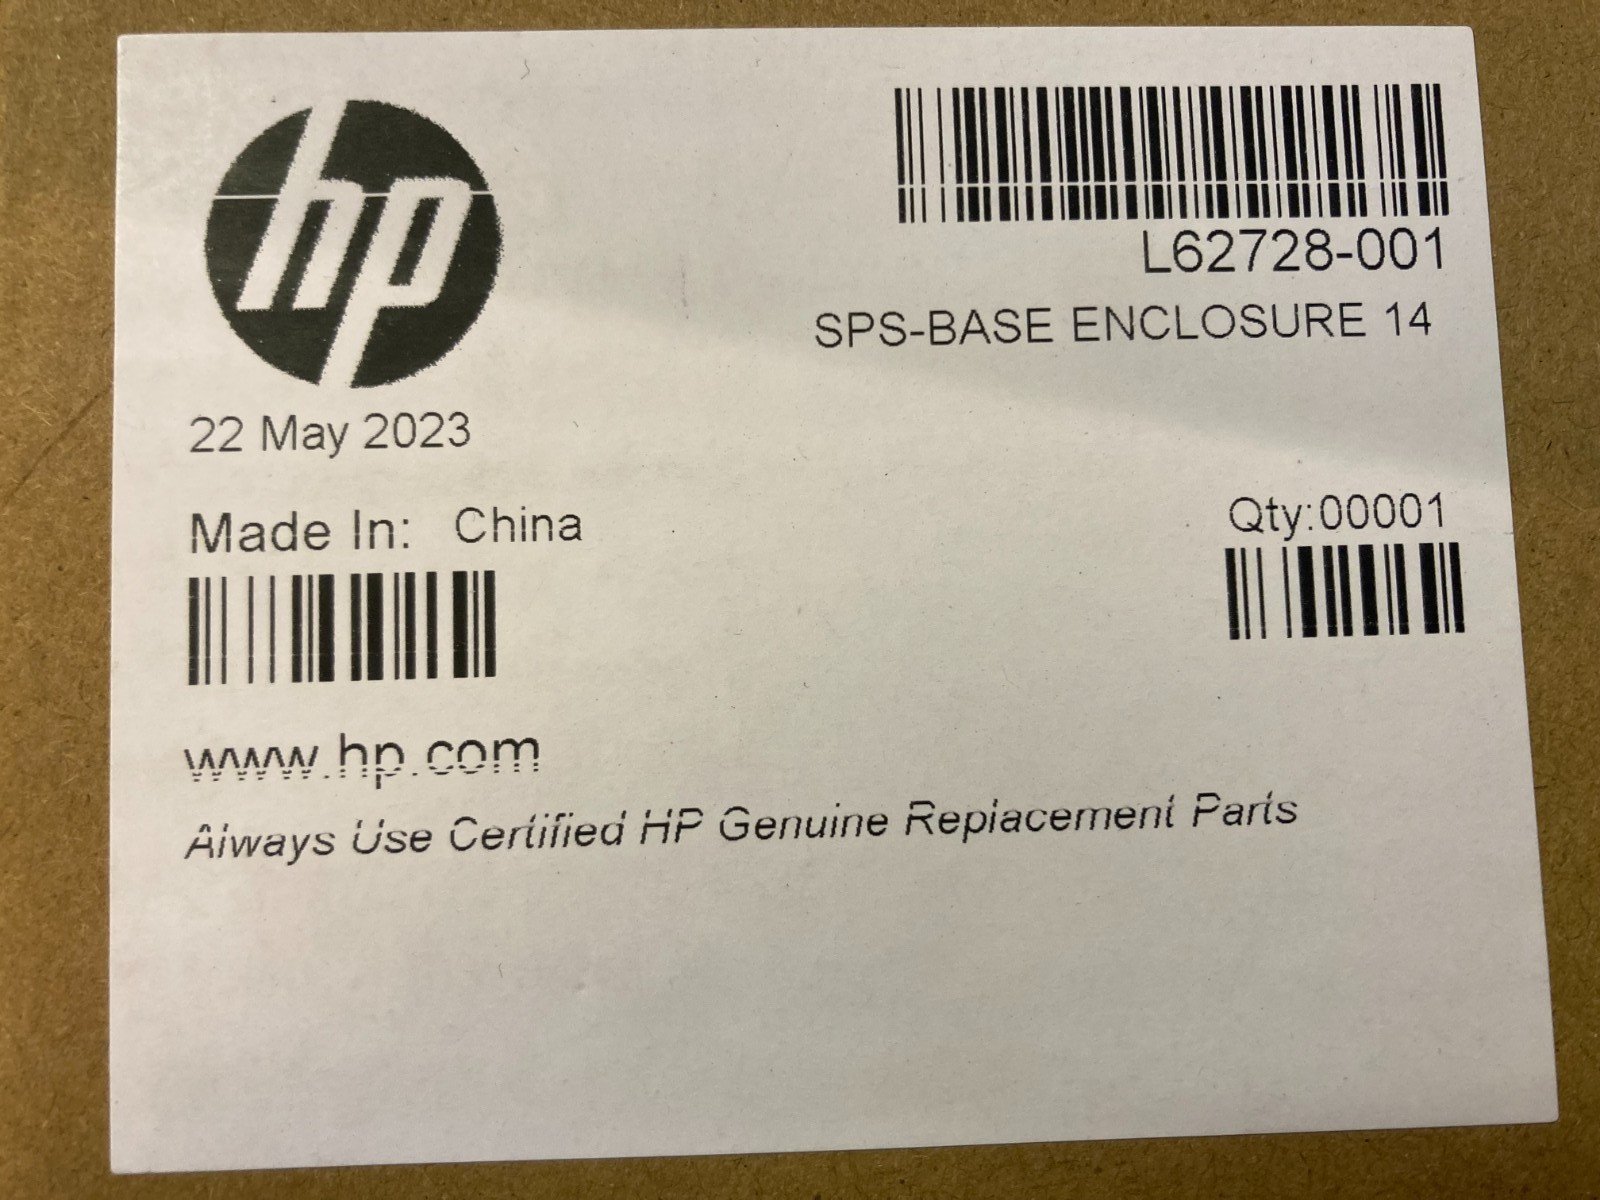 hp
L62728-001
SPS-BASE ENCLOSURE 14
22 May 2023
Made In: China
Qty:00001
www.hp.com
Always Use Certified HP Genuine Replacement Parts